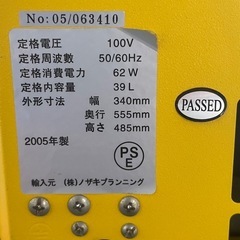 No: 05/063410
定格電圧 100V
定格周波数 50/60Hz
定格消費電力 62W
定格内容量 39L
外形寸法 幅 340mm
奥行 555mm
高さ 485mm
2005年製
PS
E
輸入元 (株)ノザキプランニング
PASSED